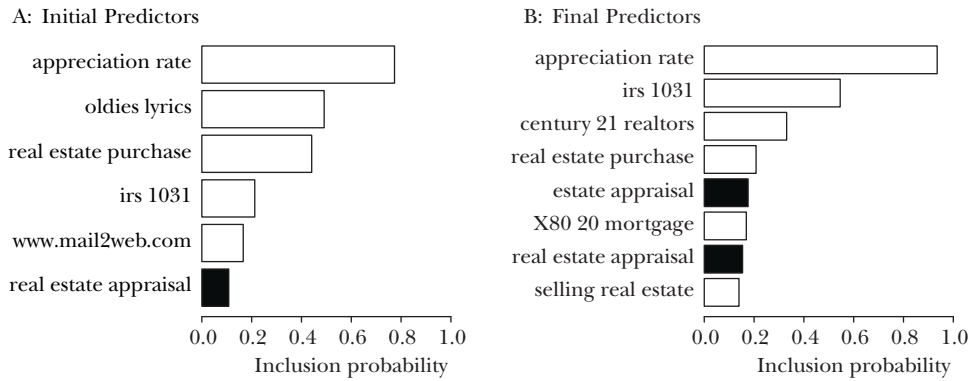 A: Initial Predictors
appreciation rate
oldies lyrics
real estate purchase
irs 1031
www.mail2web.com
real estate appraisal
0.0 0.2 0.4 0.6 0.8 1.0
Inclusion probability
B: Final Predictors
appreciation rate
irs 1031
century 21 realtors
real estate purchase
estate appraisal
X80 20 mortgage
real estate appraisal
selling real estate
0.0 0.2 0.4 0.6 0.8 1.0
Inclusion probability